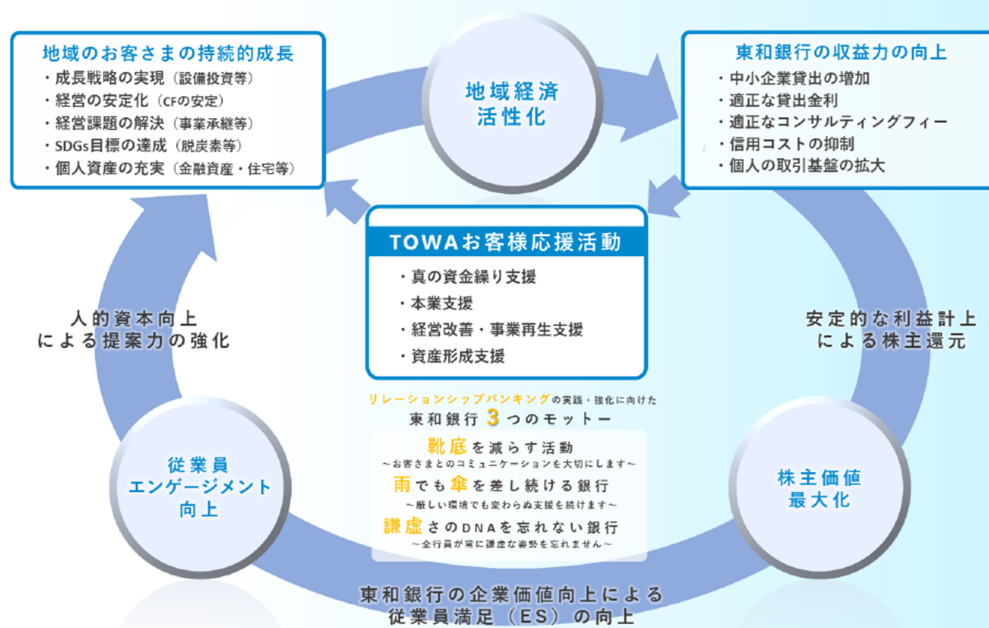 地域のお客さまの持続的成長
・成長戦略の実現（設備投資等）
・経営の安定化（CFの安定）
・経営課題の解決（事業承継等）
・SDGs目標の達成（脱炭素等）
・個人資産の充実（金融資産・住宅等）
地域経済
活性化
東和銀行の収益力の向上
・中小企業貸出の増加
・適正な貸出金利
・適正なコンサルティングフィー
・信用コストの抑制
・個人の取引基盤の拡大
TOWAお客様応援活動
・真の資金繰り支援
・本業支援
・経営改善・事業再生支援
・資産形成支援
人的資本向上
による提案力の強化
安定的な利益計上
による株主還元
リレーションシップバンキングの実践・強化に向けた
東和銀行 3 つのモットー
靴底を減らす活動
～お客さまとのコミュニケーションを大切にします～
雨でも傘を差し続ける銀行
～厳しい環境でも変わらぬ支援を続けます～
謙虚さのDNAを忘れない銀行
～全行員が常に謙虚な姿勢を忘れません～
従業員
エンゲージメント
向上
株主価値
最大化
東和銀行の企業価値向上による
従業員満足（ES）の向上